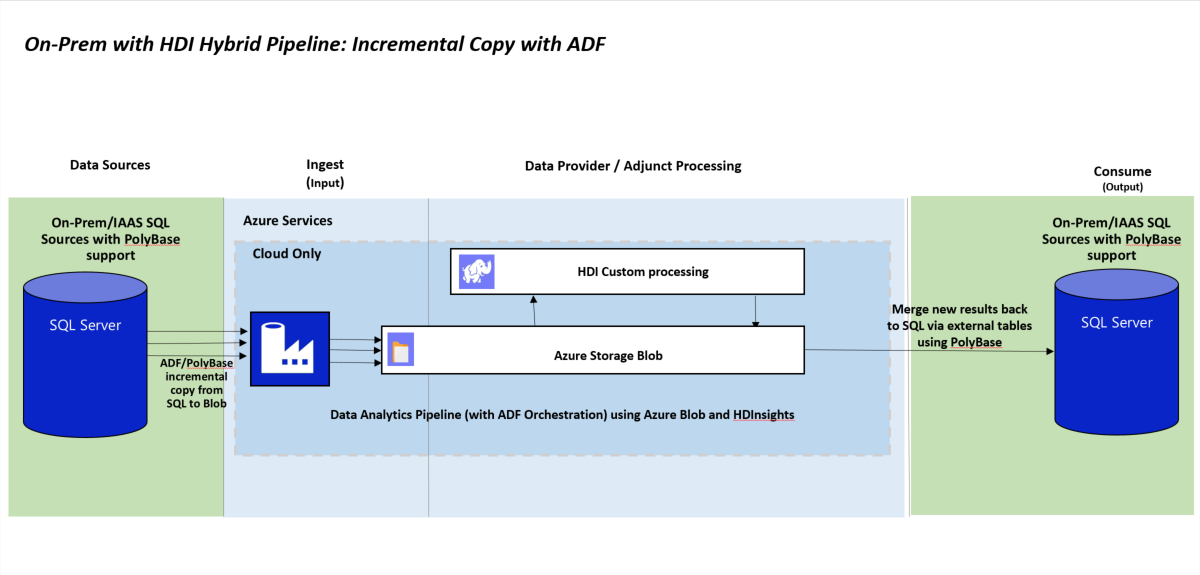 On-Prem with HDI Hybrid Pipeline: Incremental Copy with ADF
Data Sources
Ingest
(Input)
Data Provider / Adjunct Processing
Consume
(Output)
On-Prem/IAAS SQL
Sources with PolyBase
support
SQL Server
ADF/PolyBase
incremental
copy from
SQL to Blob
Azure Services
Cloud Only
HDI Custom processing
Azure Storage Blob
Data Analytics Pipeline (with ADF Orchestration) using Azure Blob and HDInsights
Merge new results back
to SQL via external tables
using PolyBase
On-Prem/IAAS SQL
Sources with PolyBase
support
SQL Server